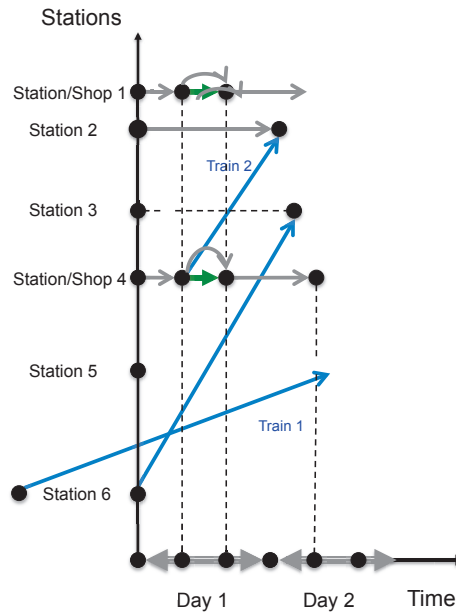 Stations
Station/Shop 1
Station 2
Train 2
Station 3
Station/Shop 4
Station 5
Train 1
Station 6
Day 1
Day 2
Time